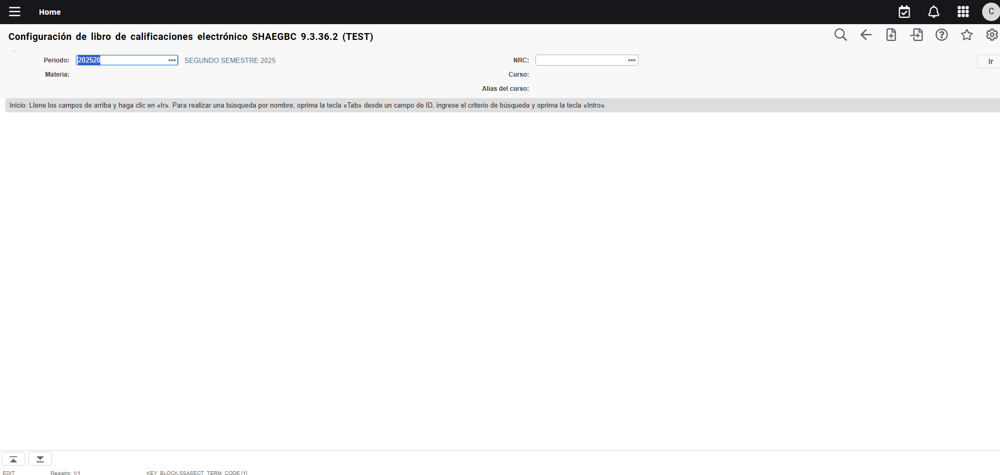 Home
C
Configuración de libro de calificaciones electrónico SHAEGBC 9.3.36.2 (TEST)
Periodo: 202520 ••• SEGUNDO SEMESTRE 2025 NRC: ••• Ir
Materia: Curso:
Alias del curso:
Inicio: Llene los campos de arriba y haga clic en «Ir». Para realizar una búsqueda por nombre, oprima la tecla «Tab» desde un campo de ID, ingrese el criterio de búsqueda y oprima la tecla «Intro».
EDIT Registro: 1/1 KEY_BLOCK.SSASECT_TERM_CODE [1]